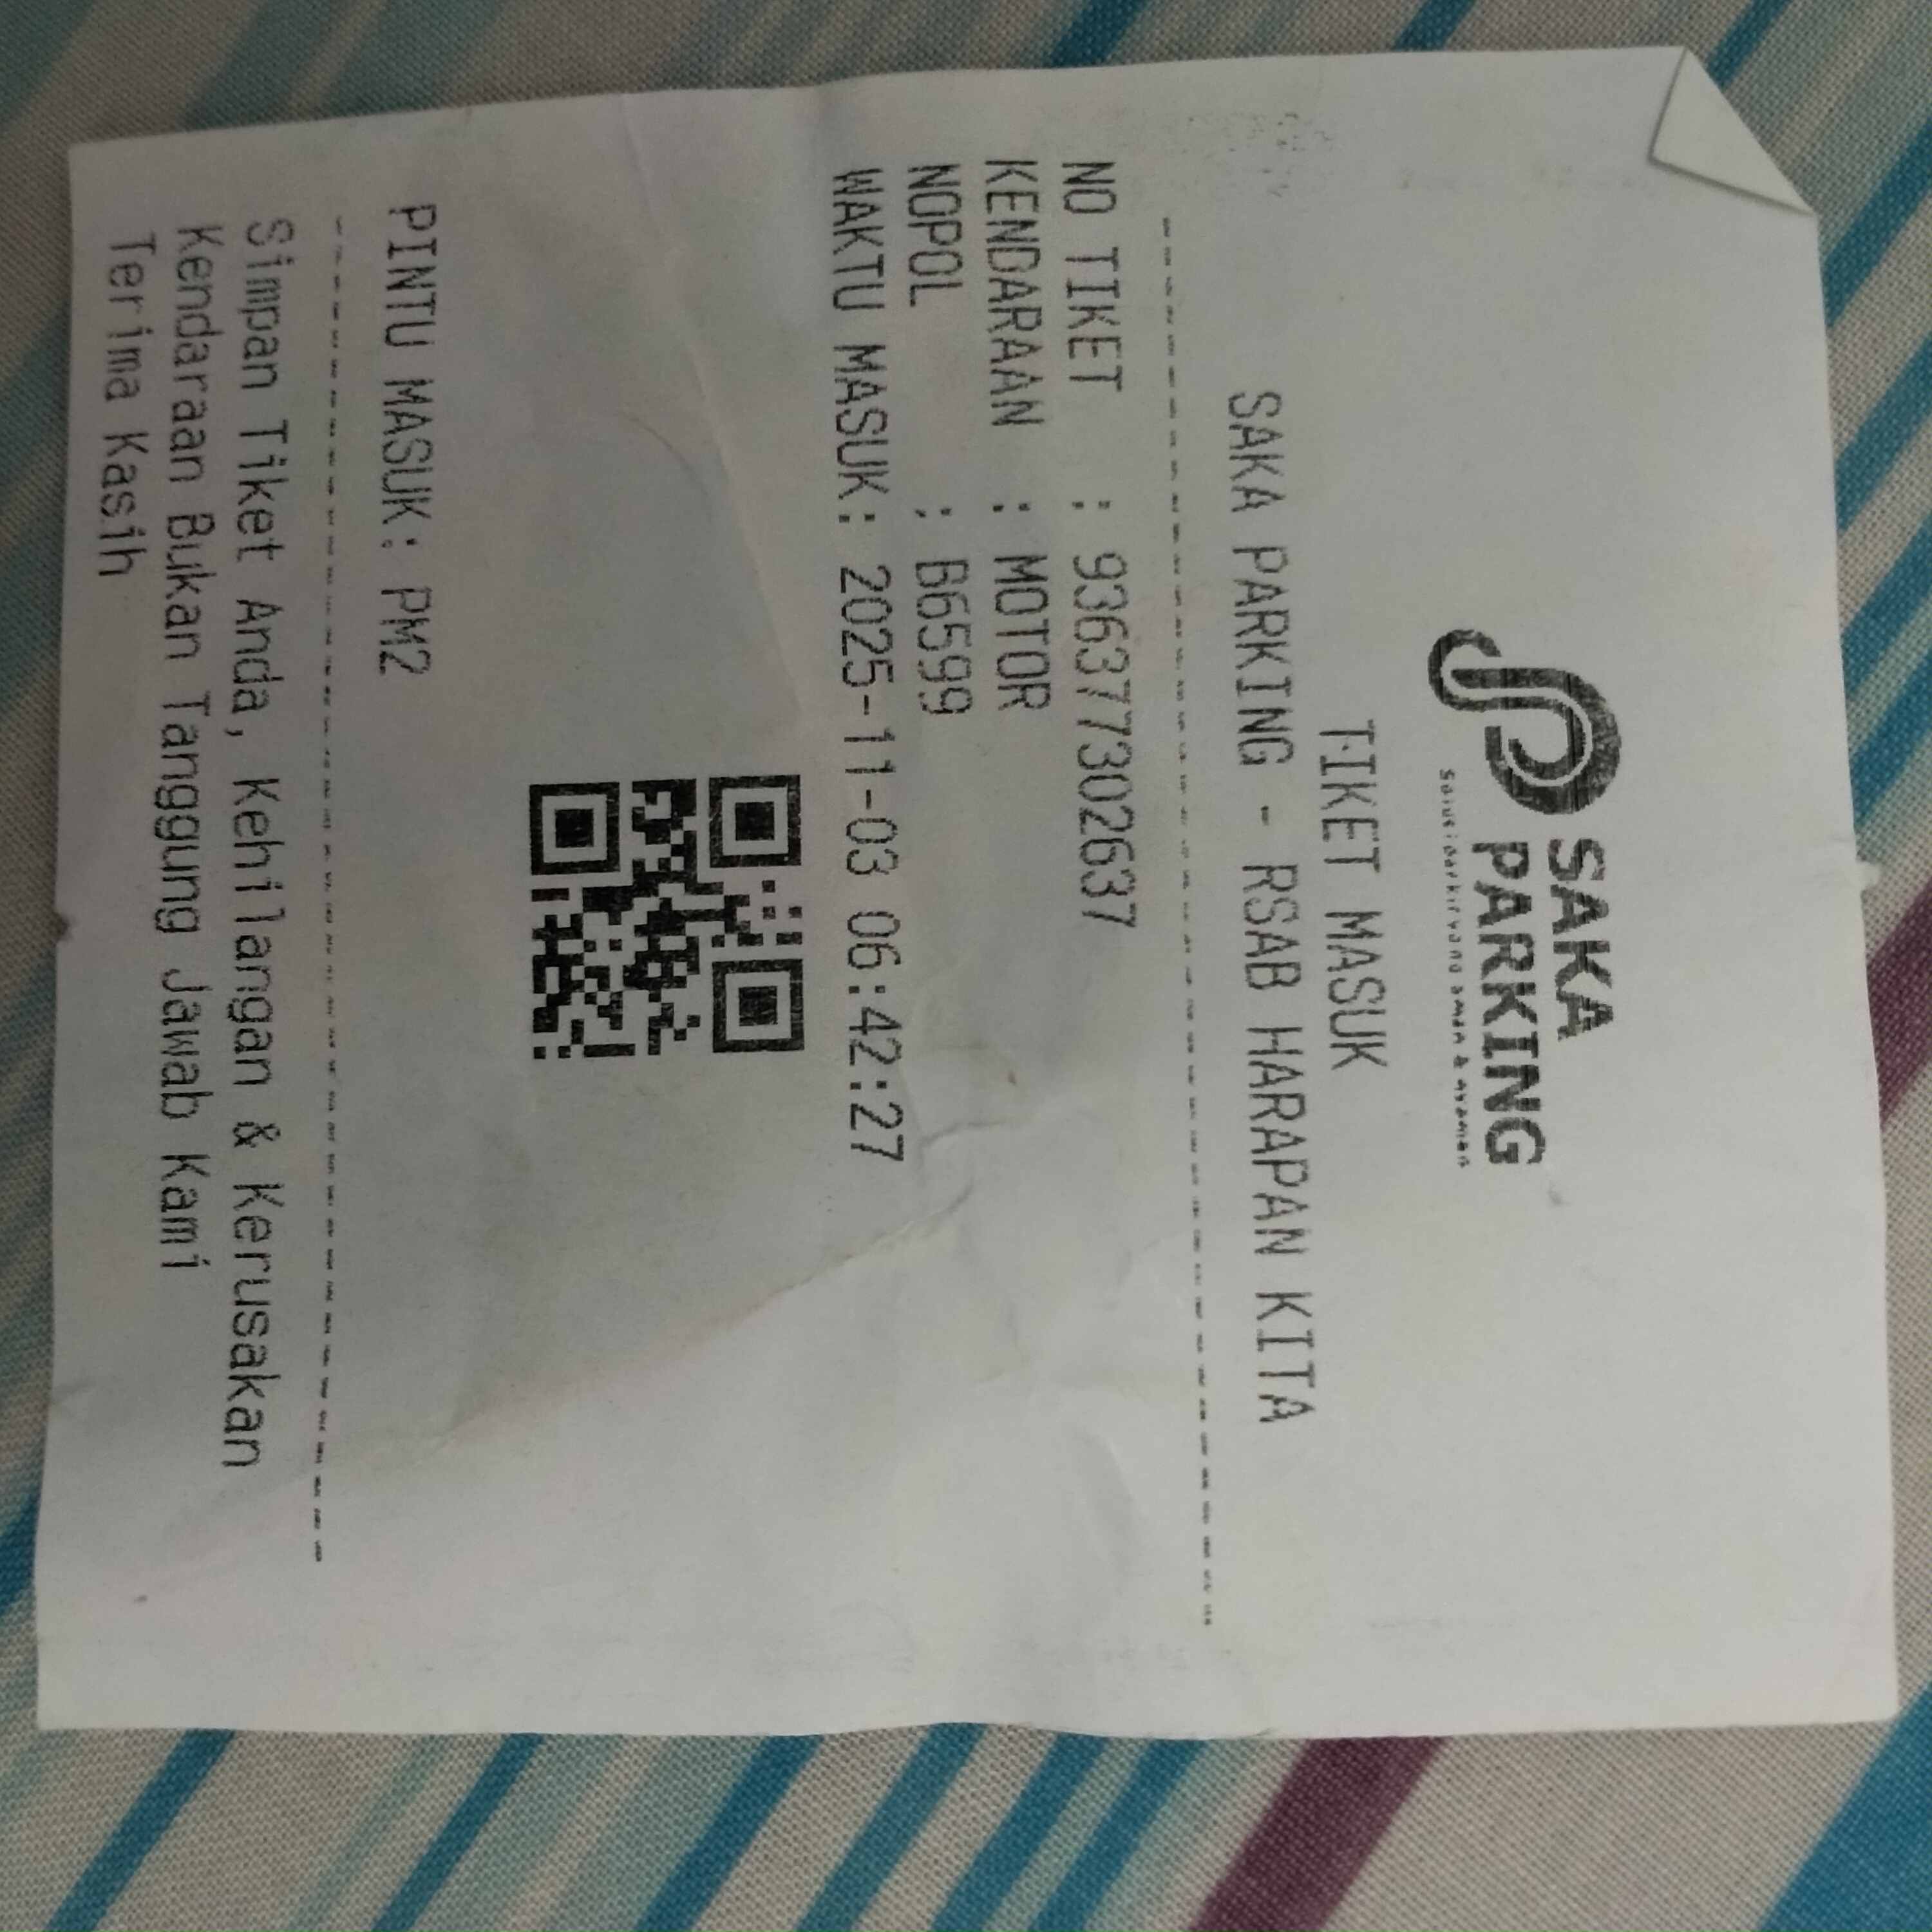 SAKA
PARKING
TIKET MASUK
SAKA PARKING - RSAB HARAPAN KITA
NO TIKET : 936377302637
KENDARAAN : MOTOR
NOPOL : B6599
WAKTU MASUK: 2025-11-03 06:42:27
PINTU MASUK: PM2
Simpan Tiket Anda, Kehilangan & Kerusakan
Kendaraan Bukan Tanggung Jawab Kami
Terima Kasih